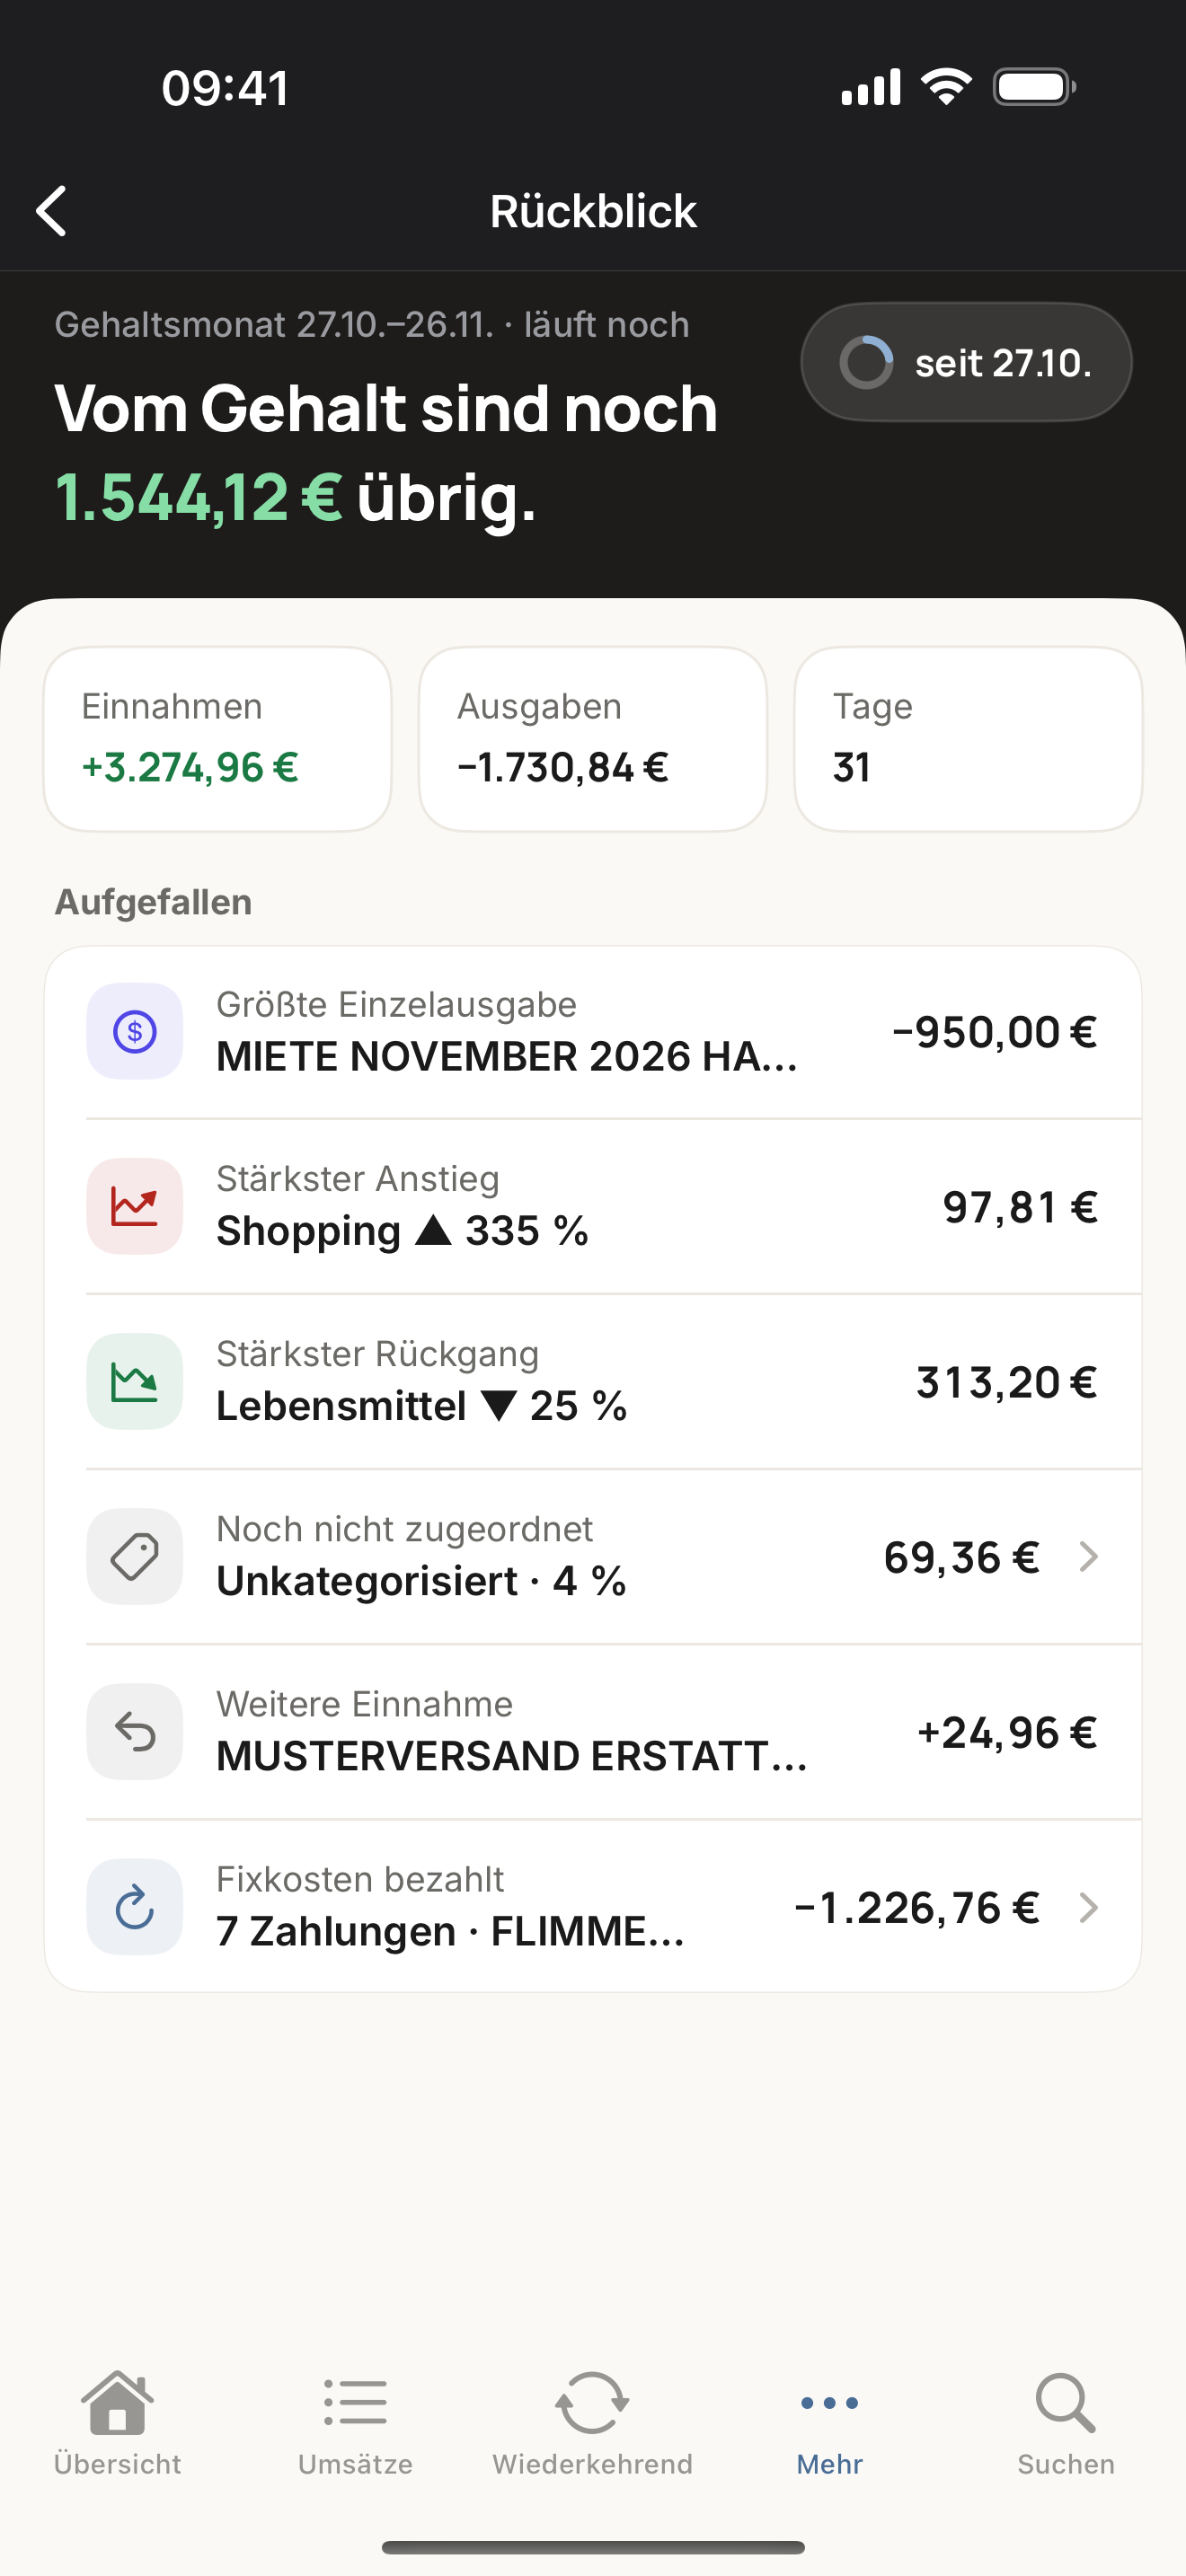 09:41
Rückblick
Gehaltsmonat 27.10.–26.11. · läuft noch
seit 27.10.
Vom Gehalt sind noch
1.544,12 € übrig.
Einnahmen
+3.274,96 €
Ausgaben
−1.730,84 €
Tage
31
Aufgefallen
Größte Einzelausgabe
MIETE NOVEMBER 2026 HA...
−950,00 €
Stärkster Anstieg
Shopping ▲ 335 %
97,81 €
Stärkster Rückgang
Lebensmittel ▼ 25 %
313,20 €
Noch nicht zugeordnet
Unkategorisiert · 4 %
69,36 €
Weitere Einnahme
MUSTERVERSAND ERSTATT...
+24,96 €
Fixkosten bezahlt
7 Zahlungen · FLIMME...
−1.226,76 €
Übersicht
Umsätze
Wiederkehrend
Mehr
Suchen